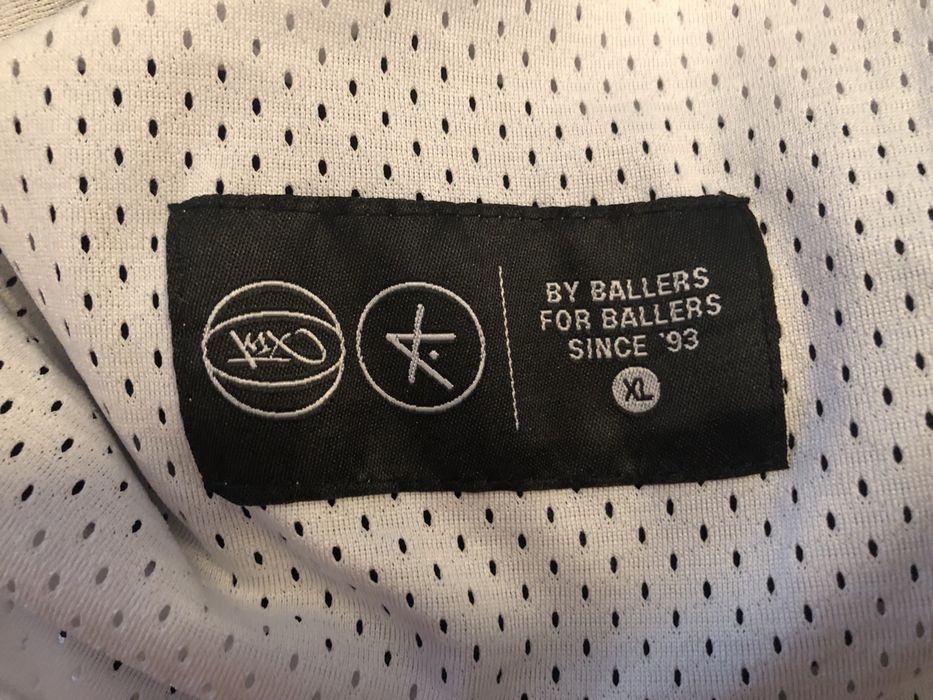 K1X
BY BALLERS
FOR BALLERS
SINCE '93
XL